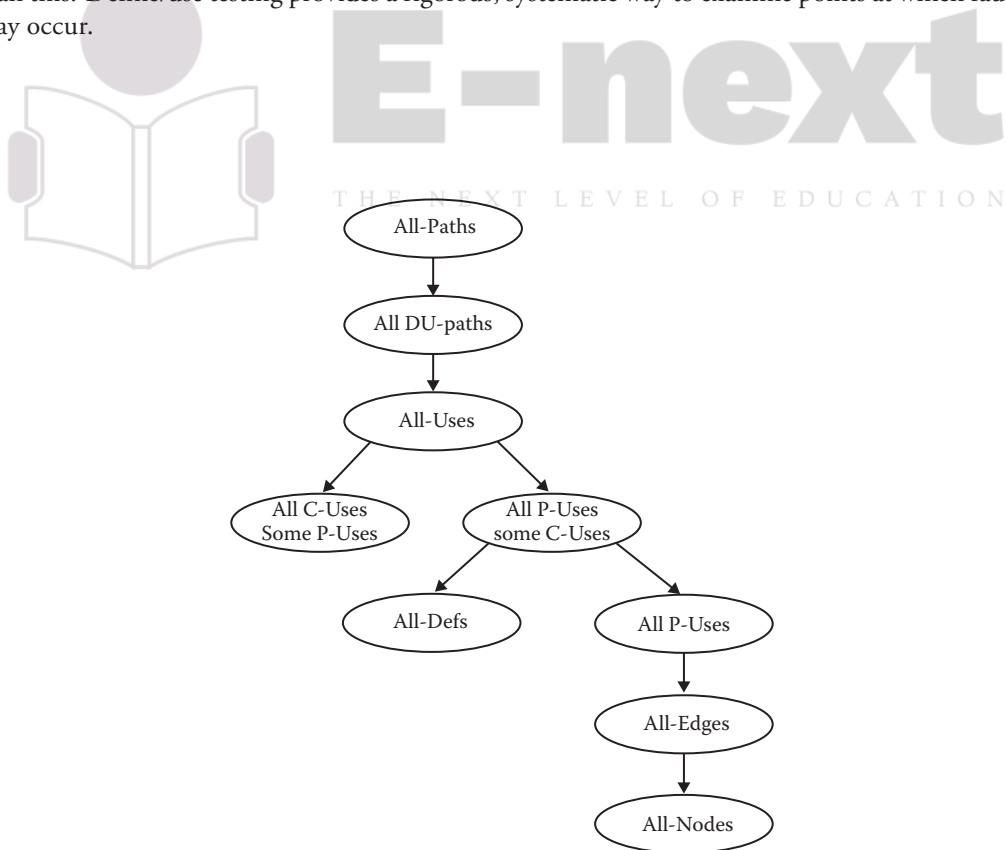 may occur.
E-next
THE NEXT LEVEL OF EDUCATION
All-Paths
All DU-paths
All-Uses
All C-Uses
Some P-Uses
All P-Uses
some C-Uses
All-Defs
All P-Uses
All-Edges
All-Nodes